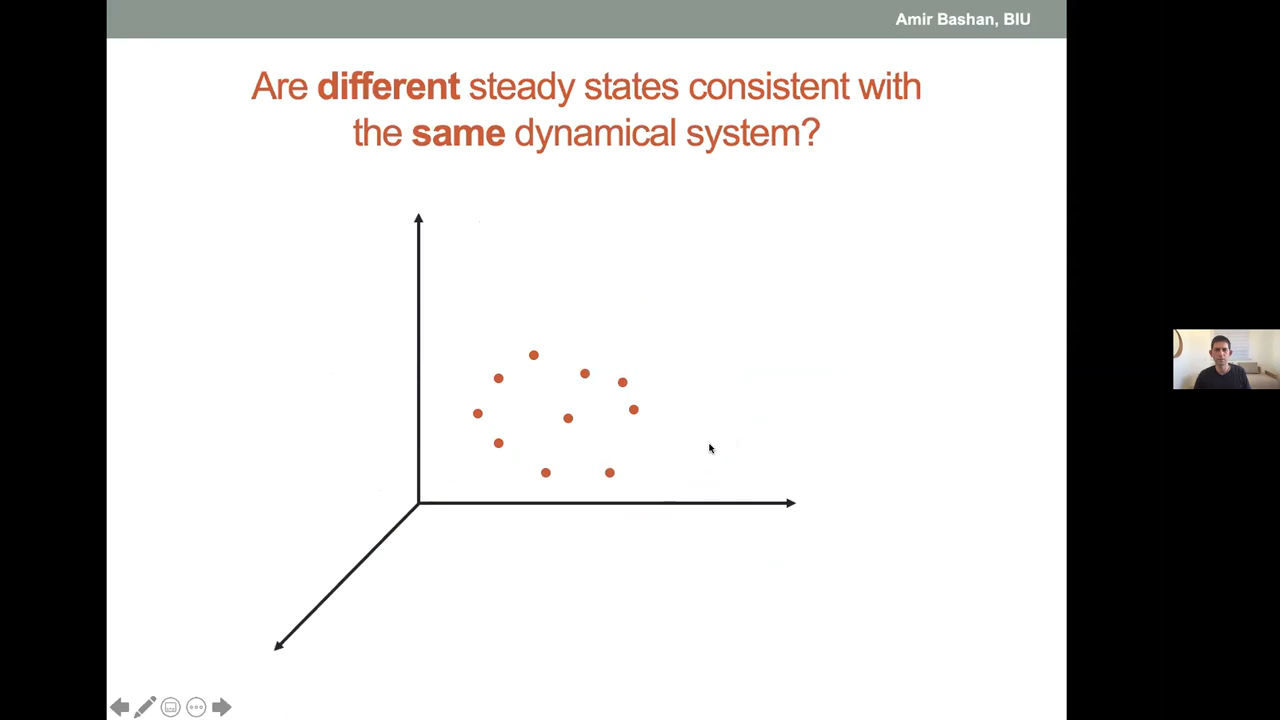 Amir Bashan, BIU
Are different steady states consistent with
the same dynamical system?